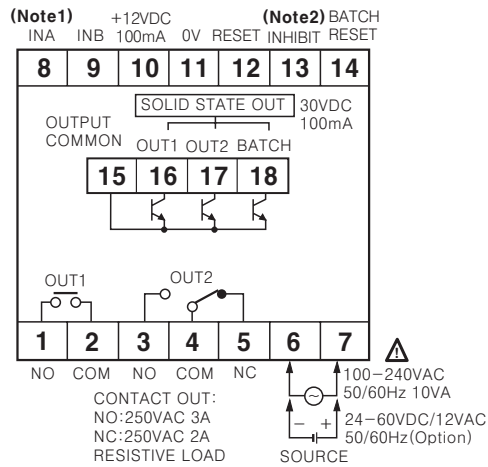 (Note1) +12VDC (Note2) BATCH
INA INB 100mA 0V RESET INHIBIT RESET
8 9 10 11 12 13 14
SOLID STATE OUT 30VDC
100mA
OUTPUT
COMMON OUT1 OUT2 BATCH
15 16 17 18
OUT1 OUT2
1 2 3 4 5 6 7
NO COM NO COM NC
100-240VAC
50/60Hz 10VA
CONTACT OUT:
NO:250VAC 3A
NC:250VAC 2A
RESISTIVE LOAD
- +
24-60VDC/12VAC
50/60Hz(Option)
SOURCE